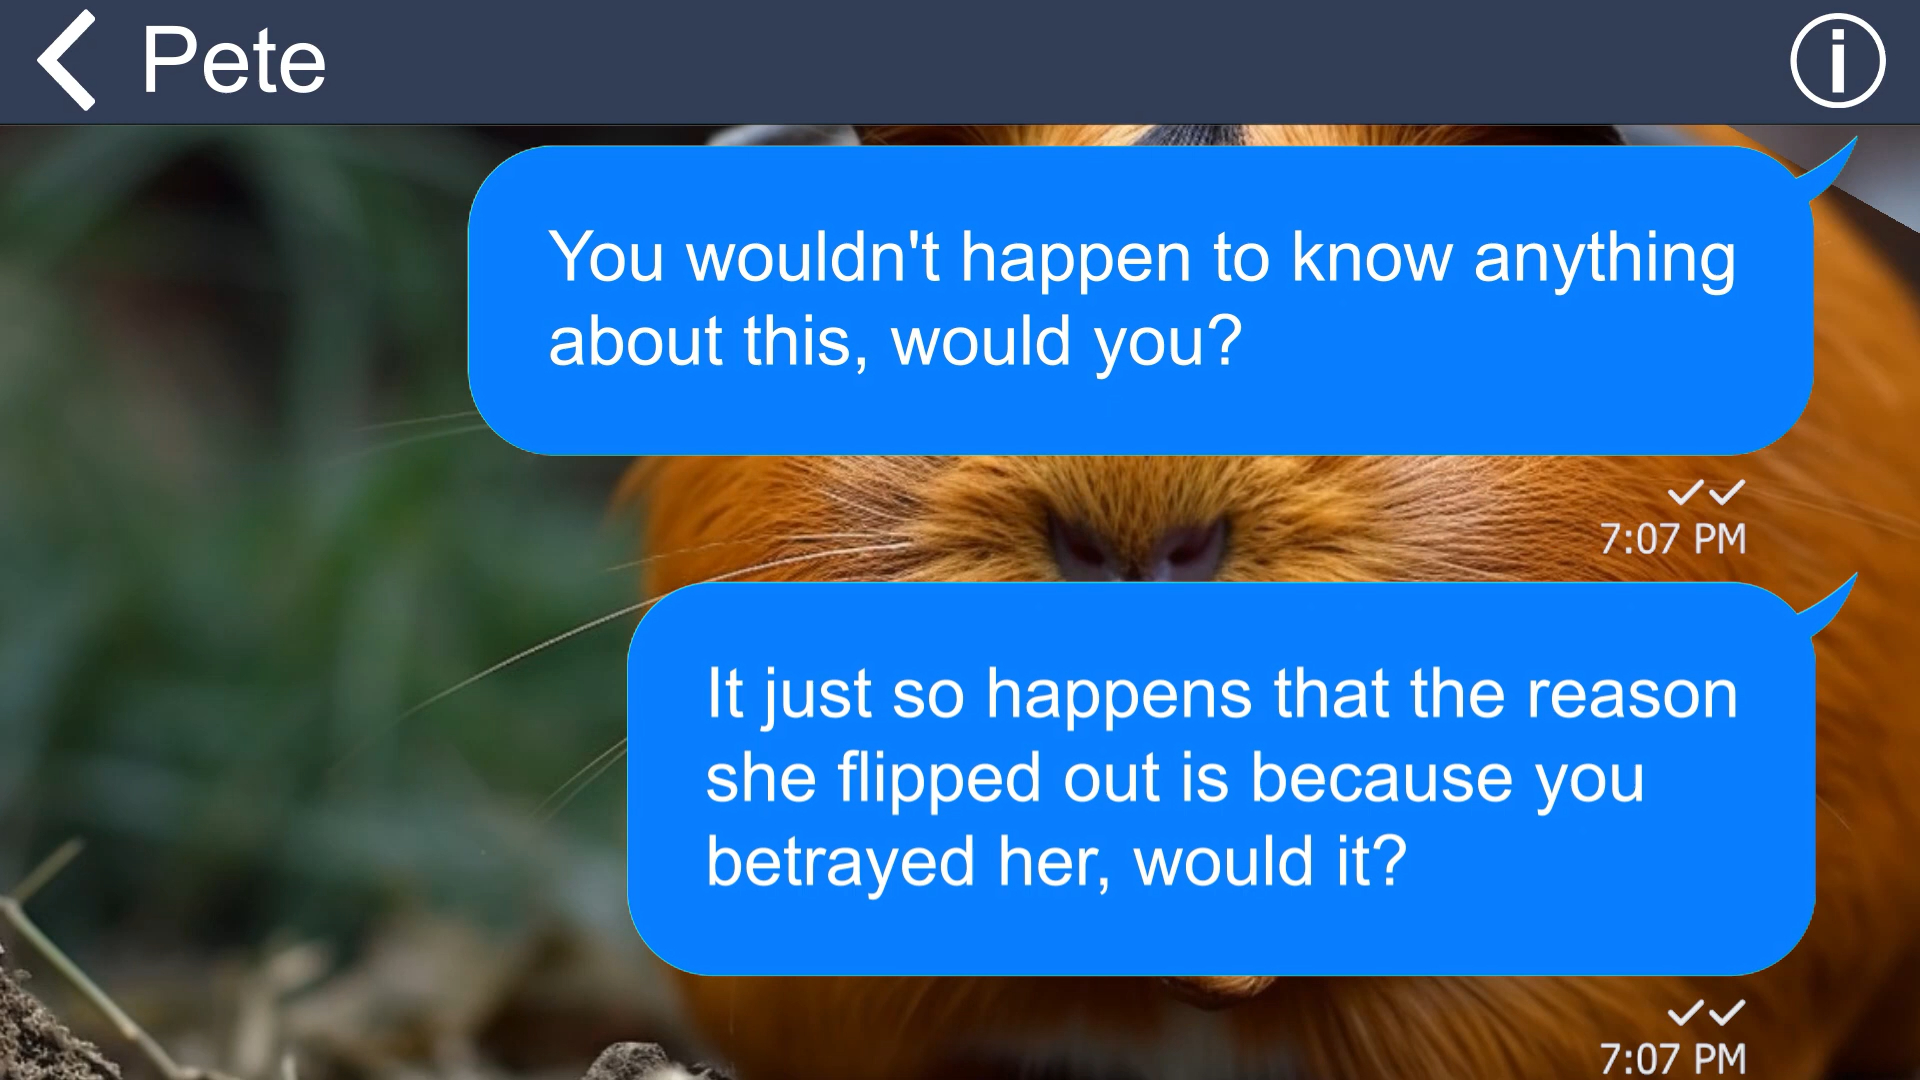 Pete
You wouldn't happen to know anything
about this, would you?
7:07 PM
It just so happens that the reason
she flipped out is because you
betrayed her, would it?
7:07 PM